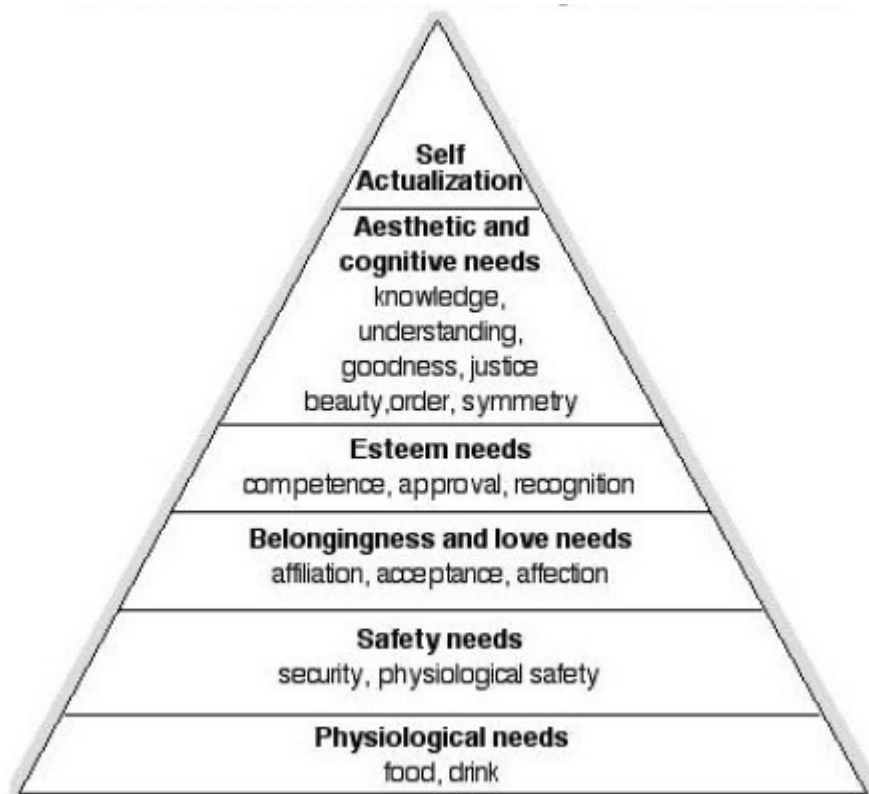 Self
Actualization
Aesthetic and
cognitive needs
knowledge,
understanding,
goodness, justice
beauty,order, symmetry
Esteem needs
competence, approval, recognition
Belongingness and love needs
affiliation, acceptance, affection
Safety needs
security, physiological safety
Physiological needs
food, drink